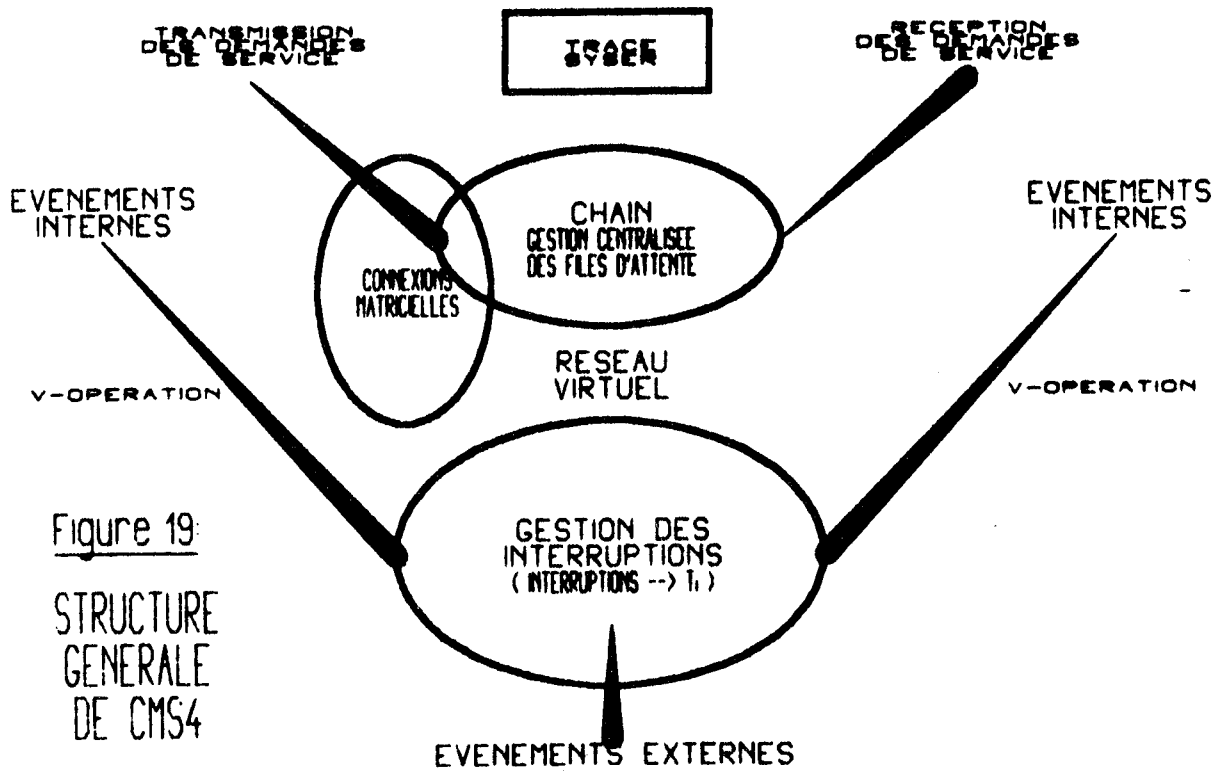 TRANSMISSION
DES DEMANDES
DE SERVICE
TRACE
SYSER
RECEPTION
DES DEMANDES
DE SERVICE
EVENEMENTS
INTERNES
CHAIN
GESTION CENTRALISEE
DES FILES D'ATTENTE
EVENEMENTS
INTERNES
CONNEXIONS
MATRICIELLES
RESEAU
VIRTUEL
V-OPERATION
V-OPERATION
Figure 19:
STRUCTURE
GENERALE
DE CMS4
GESTION DES
INTERRUPTIONS
( INTERRUPTIONS --> Ti )
EVENEMENTS EXTERNES